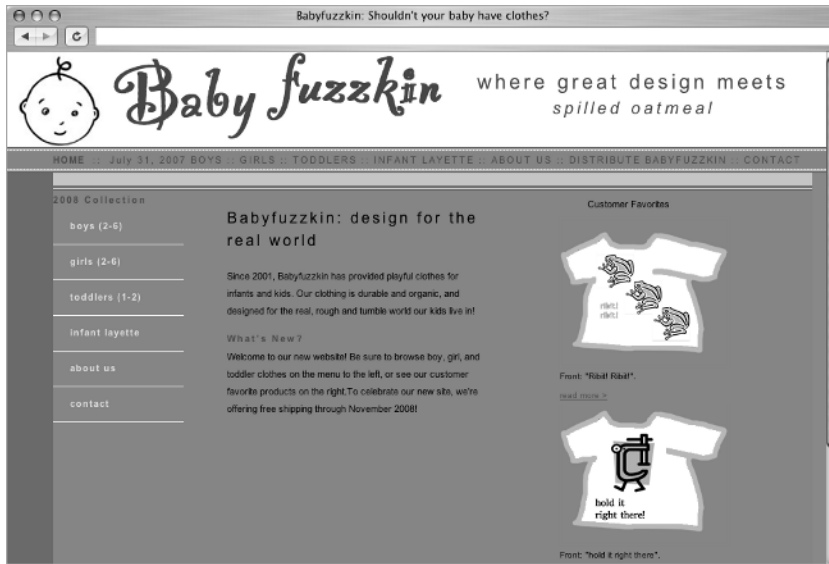 Babyfuzzkin: Shouldn't your baby have clothes?
Baby fuzzkin
where great design meets
spilled oatmeal
HOME :: July 31, 2007 BOYS :: GIRLS :: TODDLERS :: INFANT LAYETTE :: ABOUT US :: DISTRIBUTE BABYFUZZKIN :: CONTACT
2008 Collection
boys (2-6)
girls (2-6)
toddlers (1-2)
infant layette
about us
contact
Babyfuzzkin: design for the
real world
Since 2001, Babyfuzzkin has provided playful clothes for
infants and kids. Our clothing is durable and organic, and
designed for the real, rough and tumble world our kids live in!
What's New?
Welcome to our new website! Be sure to browse boy, girl, and
toddler clothes on the menu to the left, or see our customer
favorite products on the right.To celebrate our new site, we're
offering free shipping through November 2008!
Customer Favorites
ribit!
ribit!
Front: "Ribit! Ribit!".
read more >
hold it
right there!
Front: "hold it right there".